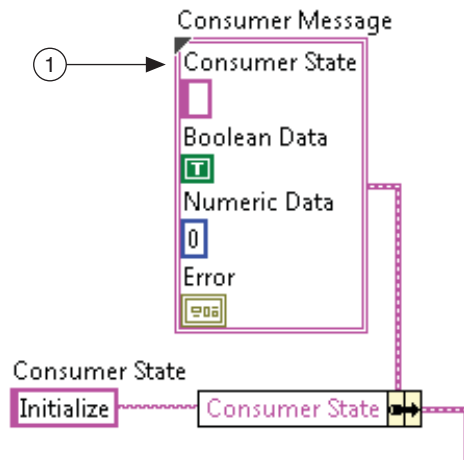 Consumer Message
1
Consumer State
Boolean Data
T
Numeric Data
0
Error
Consumer State
Initialize
Consumer State